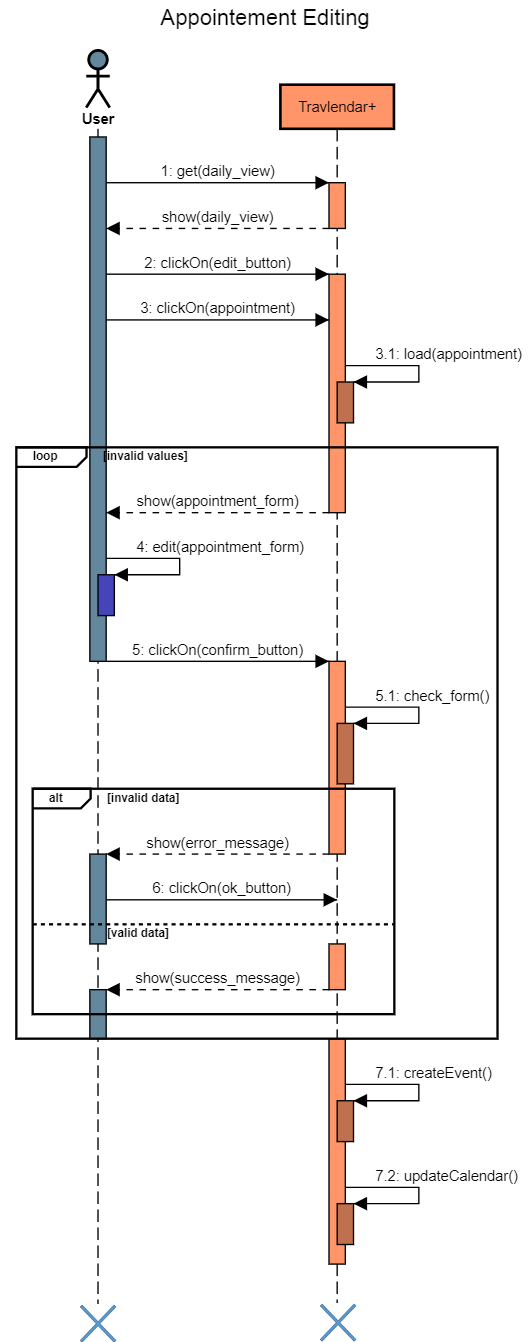 Appointement Editing
User
Travlendar+
1: get(daily_view)
show(daily_view)
2: clickOn(edit_button)
3: clickOn(appointment)
3.1: load(appointment)
loop
[invalid values]
show(appointment_form)
4: edit(appointment_form)
5: clickOn(confirm_button)
5.1: check_form()
alt
[invalid data]
show(error_message)
6: clickOn(ok_button)
[valid data]
show(success_message)
7.1: createEvent()
7.2: updateCalendar()